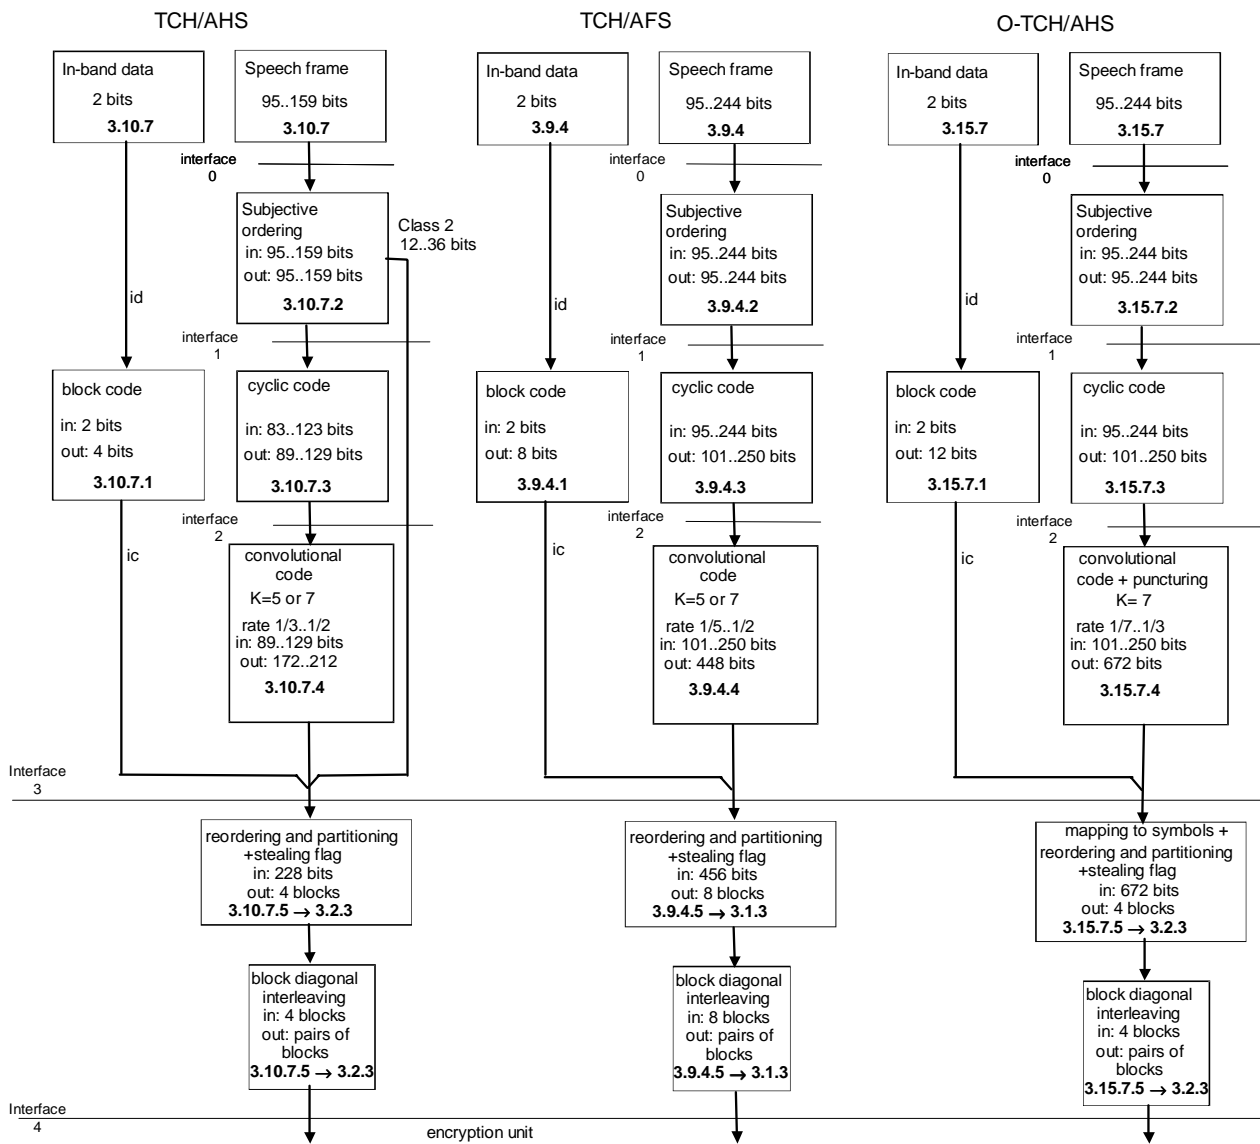 TCH/AHS
In-band data
2 bits
3.10.7
Speech frame
95..159 bits
3.10.7
interface
0
Subjective
ordering
in: 95..159 bits
out: 95..159 bits
3.10.7.2
Class 2
12..36 bits
id
interface
1
block code
in: 2 bits
out: 4 bits
3.10.7.1
cyclic code
in: 83..123 bits
out: 89..129 bits
3.10.7.3
interface
2
ic
convolutional
code
K=5 or 7
rate 1/3..1/2
in: 89..129 bits
out: 172..212
3.10.7.4
Interface
3
reordering and partitioning
+stealing flag
in: 228 bits
out: 4 blocks
3.10.7.5 → 3.2.3
block diagonal
interleaving
in: 4 blocks
out: pairs of
blocks
3.10.7.5 → 3.2.3
Interface
4
encryption unit
TCH/AFS
In-band data
2 bits
3.9.4
Speech frame
95..244 bits
3.9.4
interface
0
Subjective
ordering
in: 95..244 bits
out: 95..244 bits
3.9.4.2
id
interface
1
block code
in: 2 bits
out: 8 bits
3.9.4.1
cyclic code
in: 95..244 bits
out: 101..250 bits
3.9.4.3
interface
2
ic
convolutional
code
K=5 or 7
rate 1/5..1/2
in: 101..250 bits
out: 448 bits
3.9.4.4
reordering and partitioning
+stealing flag
in: 456 bits
out: 8 blocks
3.9.4.5 → 3.1.3
block diagonal
interleaving
in: 8 blocks
out: pairs of
blocks
3.9.4.5 → 3.1.3
O-TCH/AHS
In-band data
2 bits
3.15.7
Speech frame
95..244 bits
3.15.7
interface
0
Subjective
ordering
in: 95..244 bits
out: 95..244 bits
3.15.7.2
id
interface
1
block code
in: 2 bits
out: 12 bits
3.15.7.1
cyclic code
in: 95..244 bits
out: 101..250 bits
3.15.7.3
interface
2
ic
convolutional
code + puncturing
K= 7
rate 1/7..1/3
in: 101..250 bits
out: 672 bits
3.15.7.4
mapping to symbols +
reordering and partitioning
+stealing flag
in: 672 bits
out: 4 blocks
3.15.7.5 → 3.2.3
block diagonal
interleaving
in: 4 blocks
out: pairs of
blocks
3.15.7.5 → 3.2.3